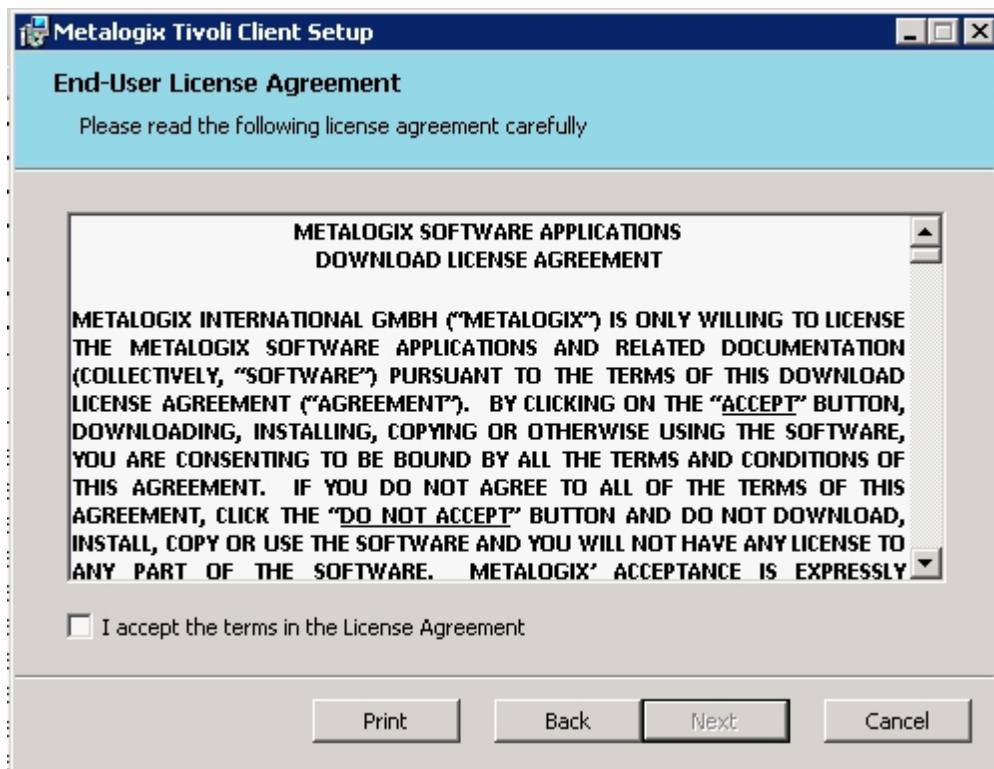 Metalogix Tivoli Client Setup
End-User License Agreement
Please read the following license agreement carefully
METALOGIX SOFTWARE APPLICATIONS
DOWNLOAD LICENSE AGREEMENT
METALOGIX INTERNATIONAL GMBH (“METALOGIX”) IS ONLY WILLING TO LICENSE
THE METALOGIX SOFTWARE APPLICATIONS AND RELATED DOCUMENTATION
(COLLECTIVELY, “SOFTWARE”) PURSUANT TO THE TERMS OF THIS DOWNLOAD
LICENSE AGREEMENT (“AGREEMENT”). BY CLICKING ON THE “ACCEPT” BUTTON,
DOWNLOADING, INSTALLING, COPYING OR OTHERWISE USING THE SOFTWARE,
YOU ARE CONSENTING TO BE BOUND BY ALL THE TERMS AND CONDITIONS OF
THIS AGREEMENT. IF YOU DO NOT AGREE TO ALL OF THE TERMS OF THIS
AGREEMENT, CLICK THE “DO NOT ACCEPT” BUTTON AND DO NOT DOWNLOAD,
INSTALL, COPY OR USE THE SOFTWARE AND YOU WILL NOT HAVE ANY LICENSE TO
ANY PART OF THE SOFTWARE. METALOGIX’ ACCEPTANCE IS EXPRESSLY
I accept the terms in the License Agreement
Print Back Next Cancel